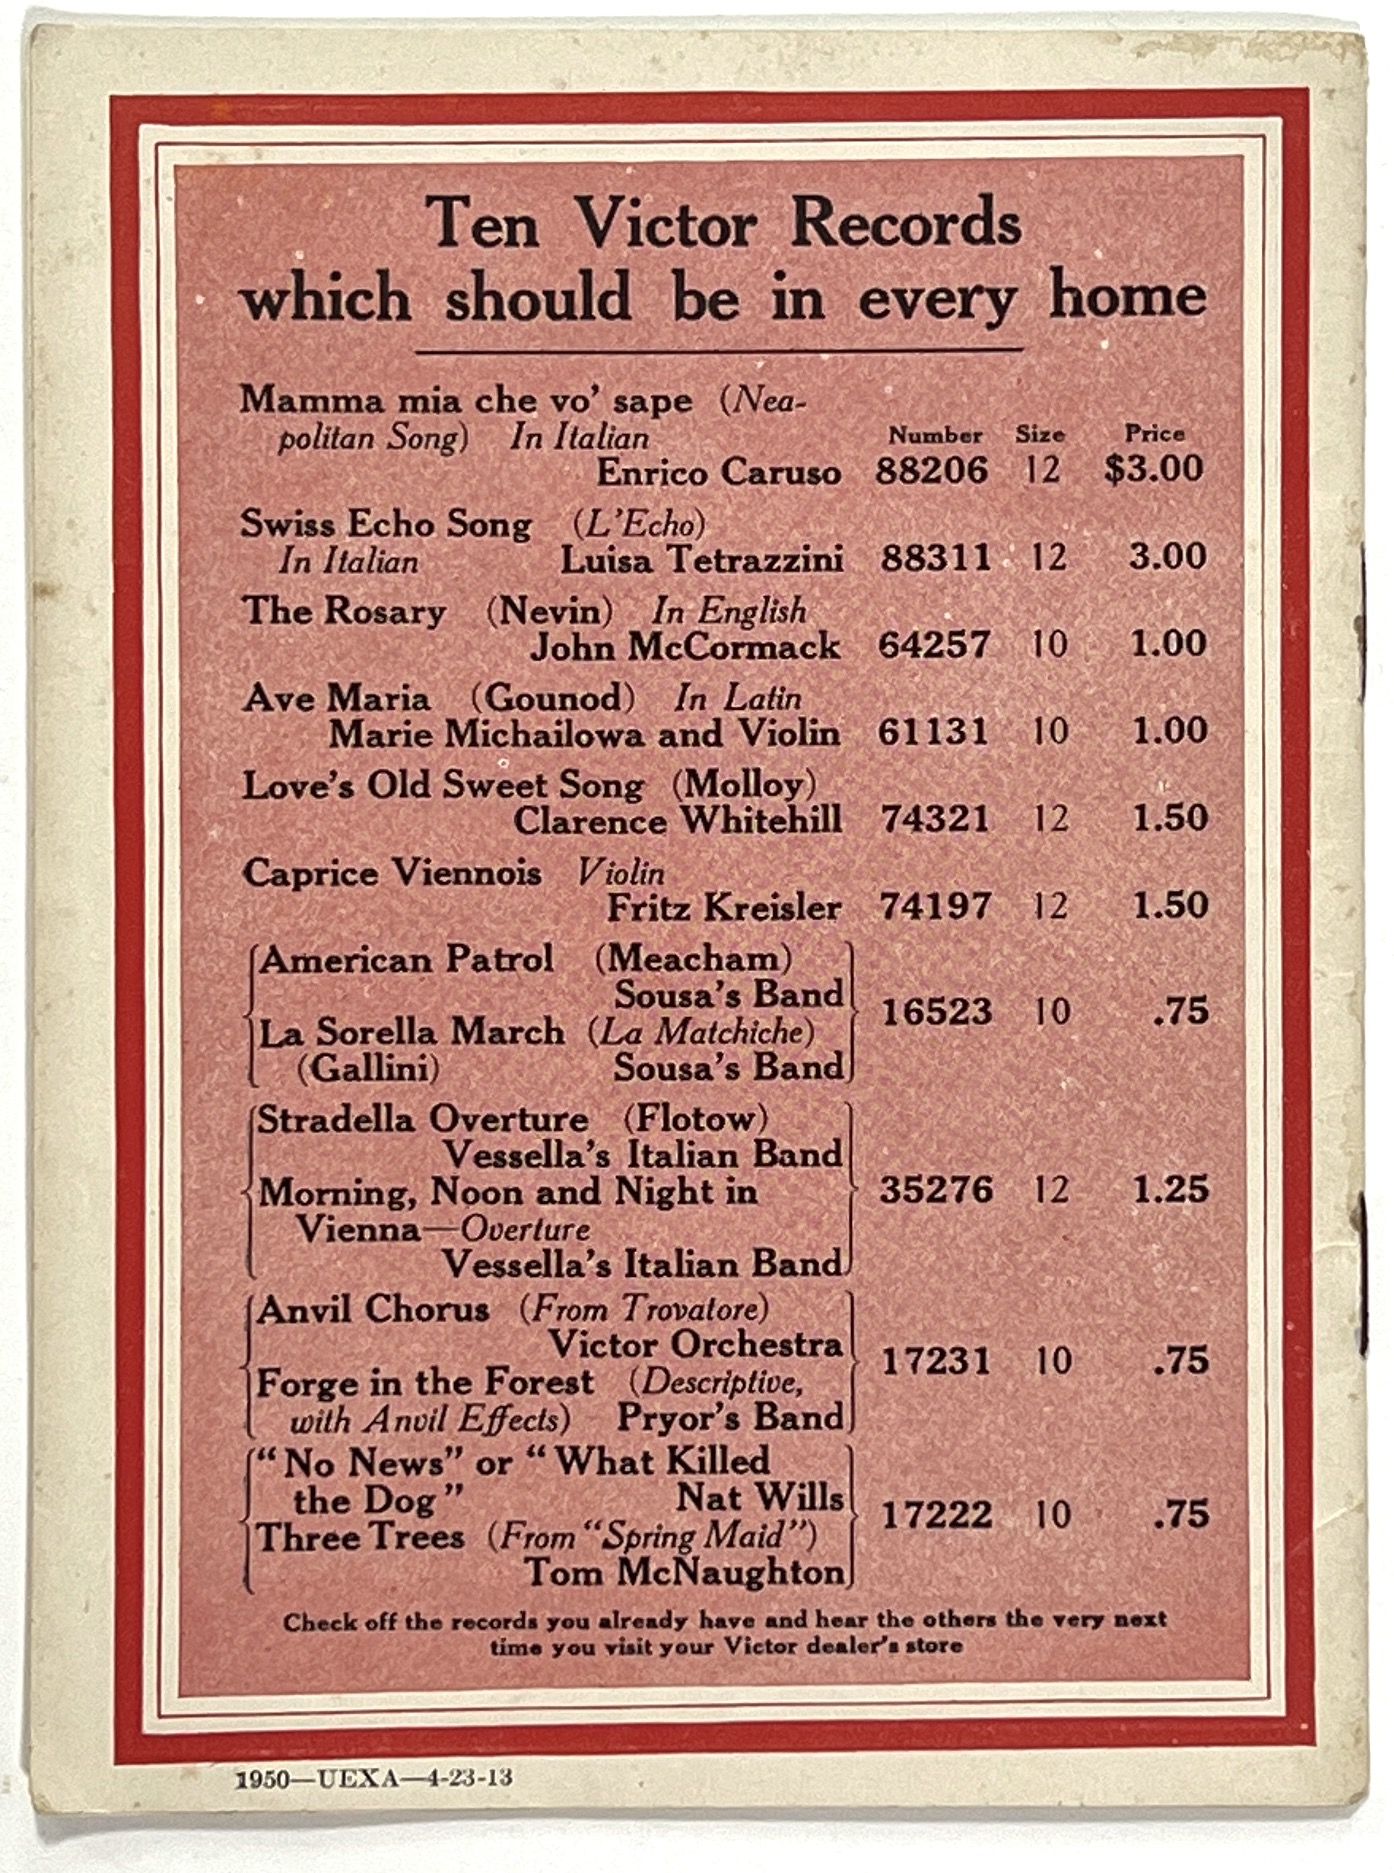 Ten Victor Records
which should be in every home
Mamma mia che vo' sape (Nea-
politan Song) In Italian Number Size Price
Enrico Caruso 88206 12 $3.00
Swiss Echo Song (L'Echo)
In Italian Luisa Tetrazzini 88311 12 3.00
The Rosary (Nevin) In English
John McCormack 64257 10 1.00
Ave Maria (Gounod) In Latin
Marie Michailowa and Violin 61131 10 1.00
Love's Old Sweet Song (Molloy)
Clarence Whitehill 74321 12 1.50
Caprice Viennois Violin
Fritz Kreisler 74197 12 1.50
American Patrol (Meacham)
Sousa's Band
La Sorella March (La Matchiche)
(Gallini) Sousa's Band
16523 10 .75
Stradella Overture (Flotow)
Vessella's Italian Band
Morning, Noon and Night in
Vienna—Overture
Vessella's Italian Band
35276 12 1.25
Anvil Chorus (From Trovatore)
Victor Orchestra
Forge in the Forest (Descriptive,
with Anvil Effects) Pryor's Band
17231 10 .75
"No News" or "What Killed
the Dog" Nat Wills
Three Trees (From "Spring Maid")
Tom McNaughton
17222 10 .75
Check off the records you already have and hear the others the very next
time you visit your Victor dealer's store
1950—UEXA—4-23-13